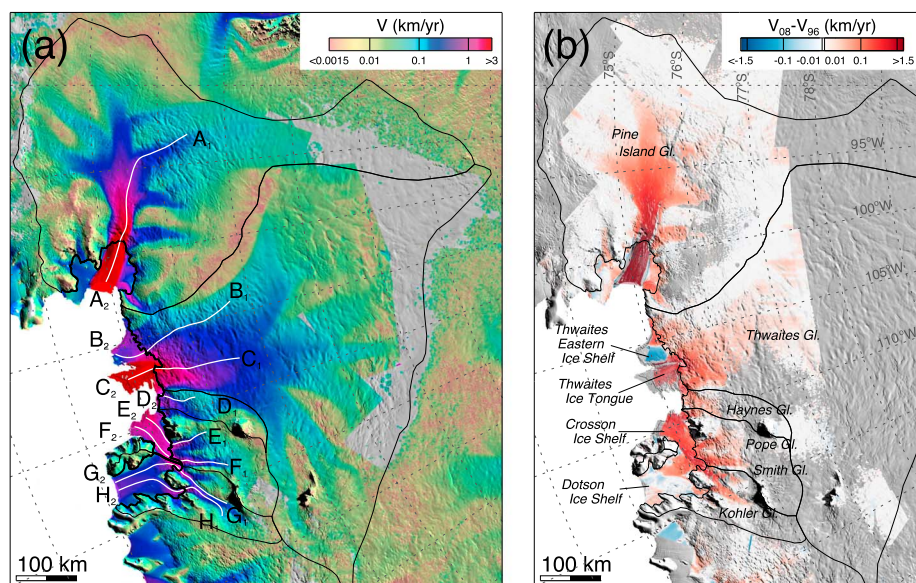 (a)
V (km/yr)
<0.0015 0.01 0.1 1 >3
A1
A2
B1
B2
C1
C2
D2
D
E2
E
F2
F1
G2
H2
G
H
100 km
(b)
V08-V96 (km/yr)
<-1.5 -0.1 -0.01 0.01 0.1 >1.5
75°S
76°S
77°S
78°S
Pine
Island Gl.
95°W
100°W
105°W
110°W
Thwaites Gl.
Thwaites
Eastern
Ice Shelf
Thwaites
Ice Tongue
Haynes Gl.
Crosson
Ice Shelf
Pope Gl.
Smith Gl.
Dotson
Ice Shelf
Kohler Gl.
100 km